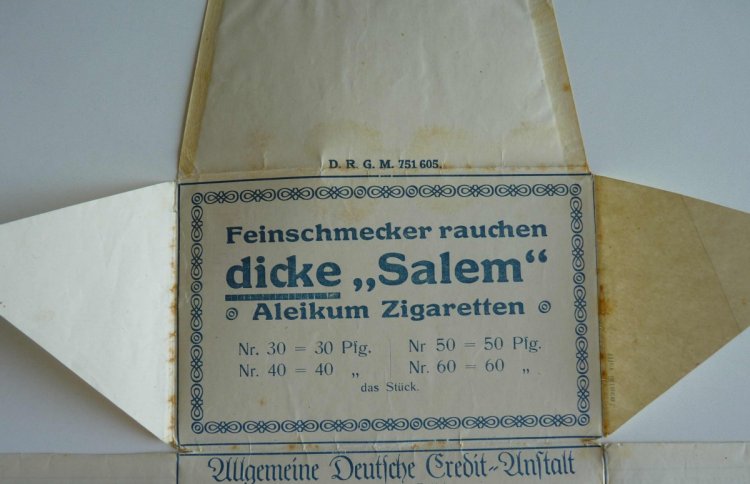 D. R. G. M. 751 605.
Feinschmecker rauchen
dicke „Salem“
Aleikum Zigaretten
Nr. 30 = 30 Pfg. Nr. 50 = 50 Pfg.
Nr. 40 = 40 „ Nr. 60 = 60 „
das Stück.
Allgemeine Deutsche Credit-Anstalt